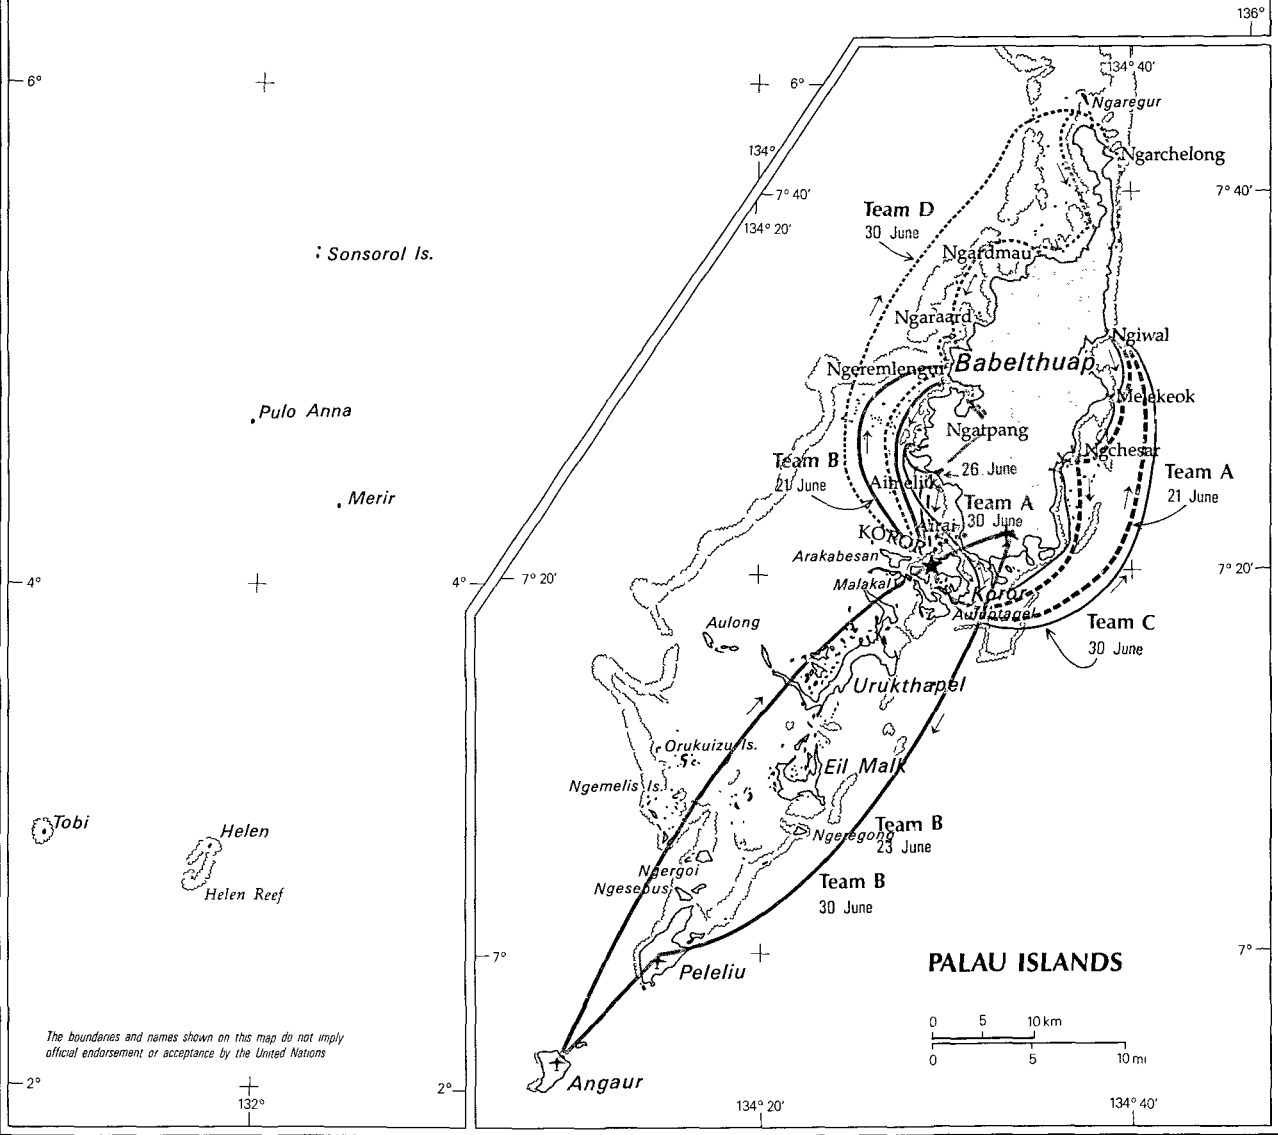 136°
6°
6°
134° 40'
Ngaregur
134°
Ngarchelong
7° 40'
7° 40'
Team D
30 June
134° 20'
Sonsorol Is.
Ngardmau
Ngaraard
Ngiwal
Babelthuap
Ngeremlengui
Melekeok
Pulo Anna
Ngatpang
Ngchesar
Team B
21 June
26 June
Team A
21 June
Aimeliik
Merir
Team A
30 June
Airai
KOROR
Arakabesan
4°
4°
7° 20'
Malakal
7° 20'
Koror
Auluptagel
Aulong
Team C
30 June
Urukthapel
Orukuizu Is.
Eil Malk
Ngemelis Is.
Tobi
Helen
Team B
23 June
Ngeregong
Ngergoi
Team B
30 June
Ngesebus
Helen Reef
7°
7°
PALAU ISLANDS
Peleliu
0 5 10 km
0 5 10 mi
The boundaries and names shown on this map do not imply
official endorsement or acceptance by the United Nations
Angaur
2°
2°
132°
134° 20'
134° 40'